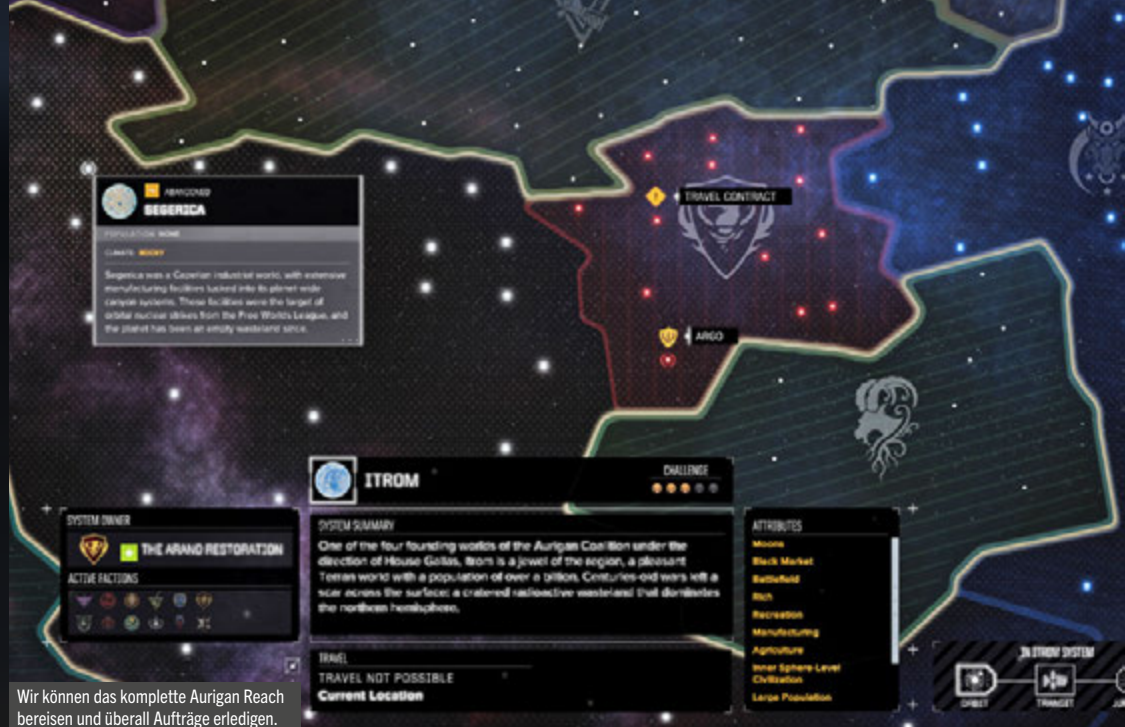 ABANDONED
SEGERICA
POPULATION: NONE
CLIMATE: ROCKY
Segerica was a Caperian industrial world, with extensive
manufacturing facilities tucked into its planet-wide
canyon systems. These facilities were the target of
orbital nuclear strikes from the Free Worlds League, and
the planet has been an empty wasteland since.
TRAVEL CONTRACT
ARGO
ITROM
CHALLENGE
SYSTEM OWNER
THE ARANO RESTORATION
ACTIVE FACTIONS
SYSTEM SUMMARY
One of the four founding worlds of the Aurigan Coalition under the
direction of House Gallas, Itrom is a jewel of the region, a pleasant
Terran world with a population of over a billion. Centuries-old wars left a
scar across the surface: a cratered radioactive wasteland that dominates
the northern hemisphere.
TRAVEL
TRAVEL NOT POSSIBLE
Current Location
ATTRIBUTES
Moons
Black Market
Battlefield
Rich
Recreation
Manufacturing
Agriculture
Inner Sphere-Level
Civilization
Large Population
IN ITROM SYSTEM
ORBIT
TRANSIT
Wir können das komplette Aurigan Reach
bereisen und überall Aufträge erledigen.